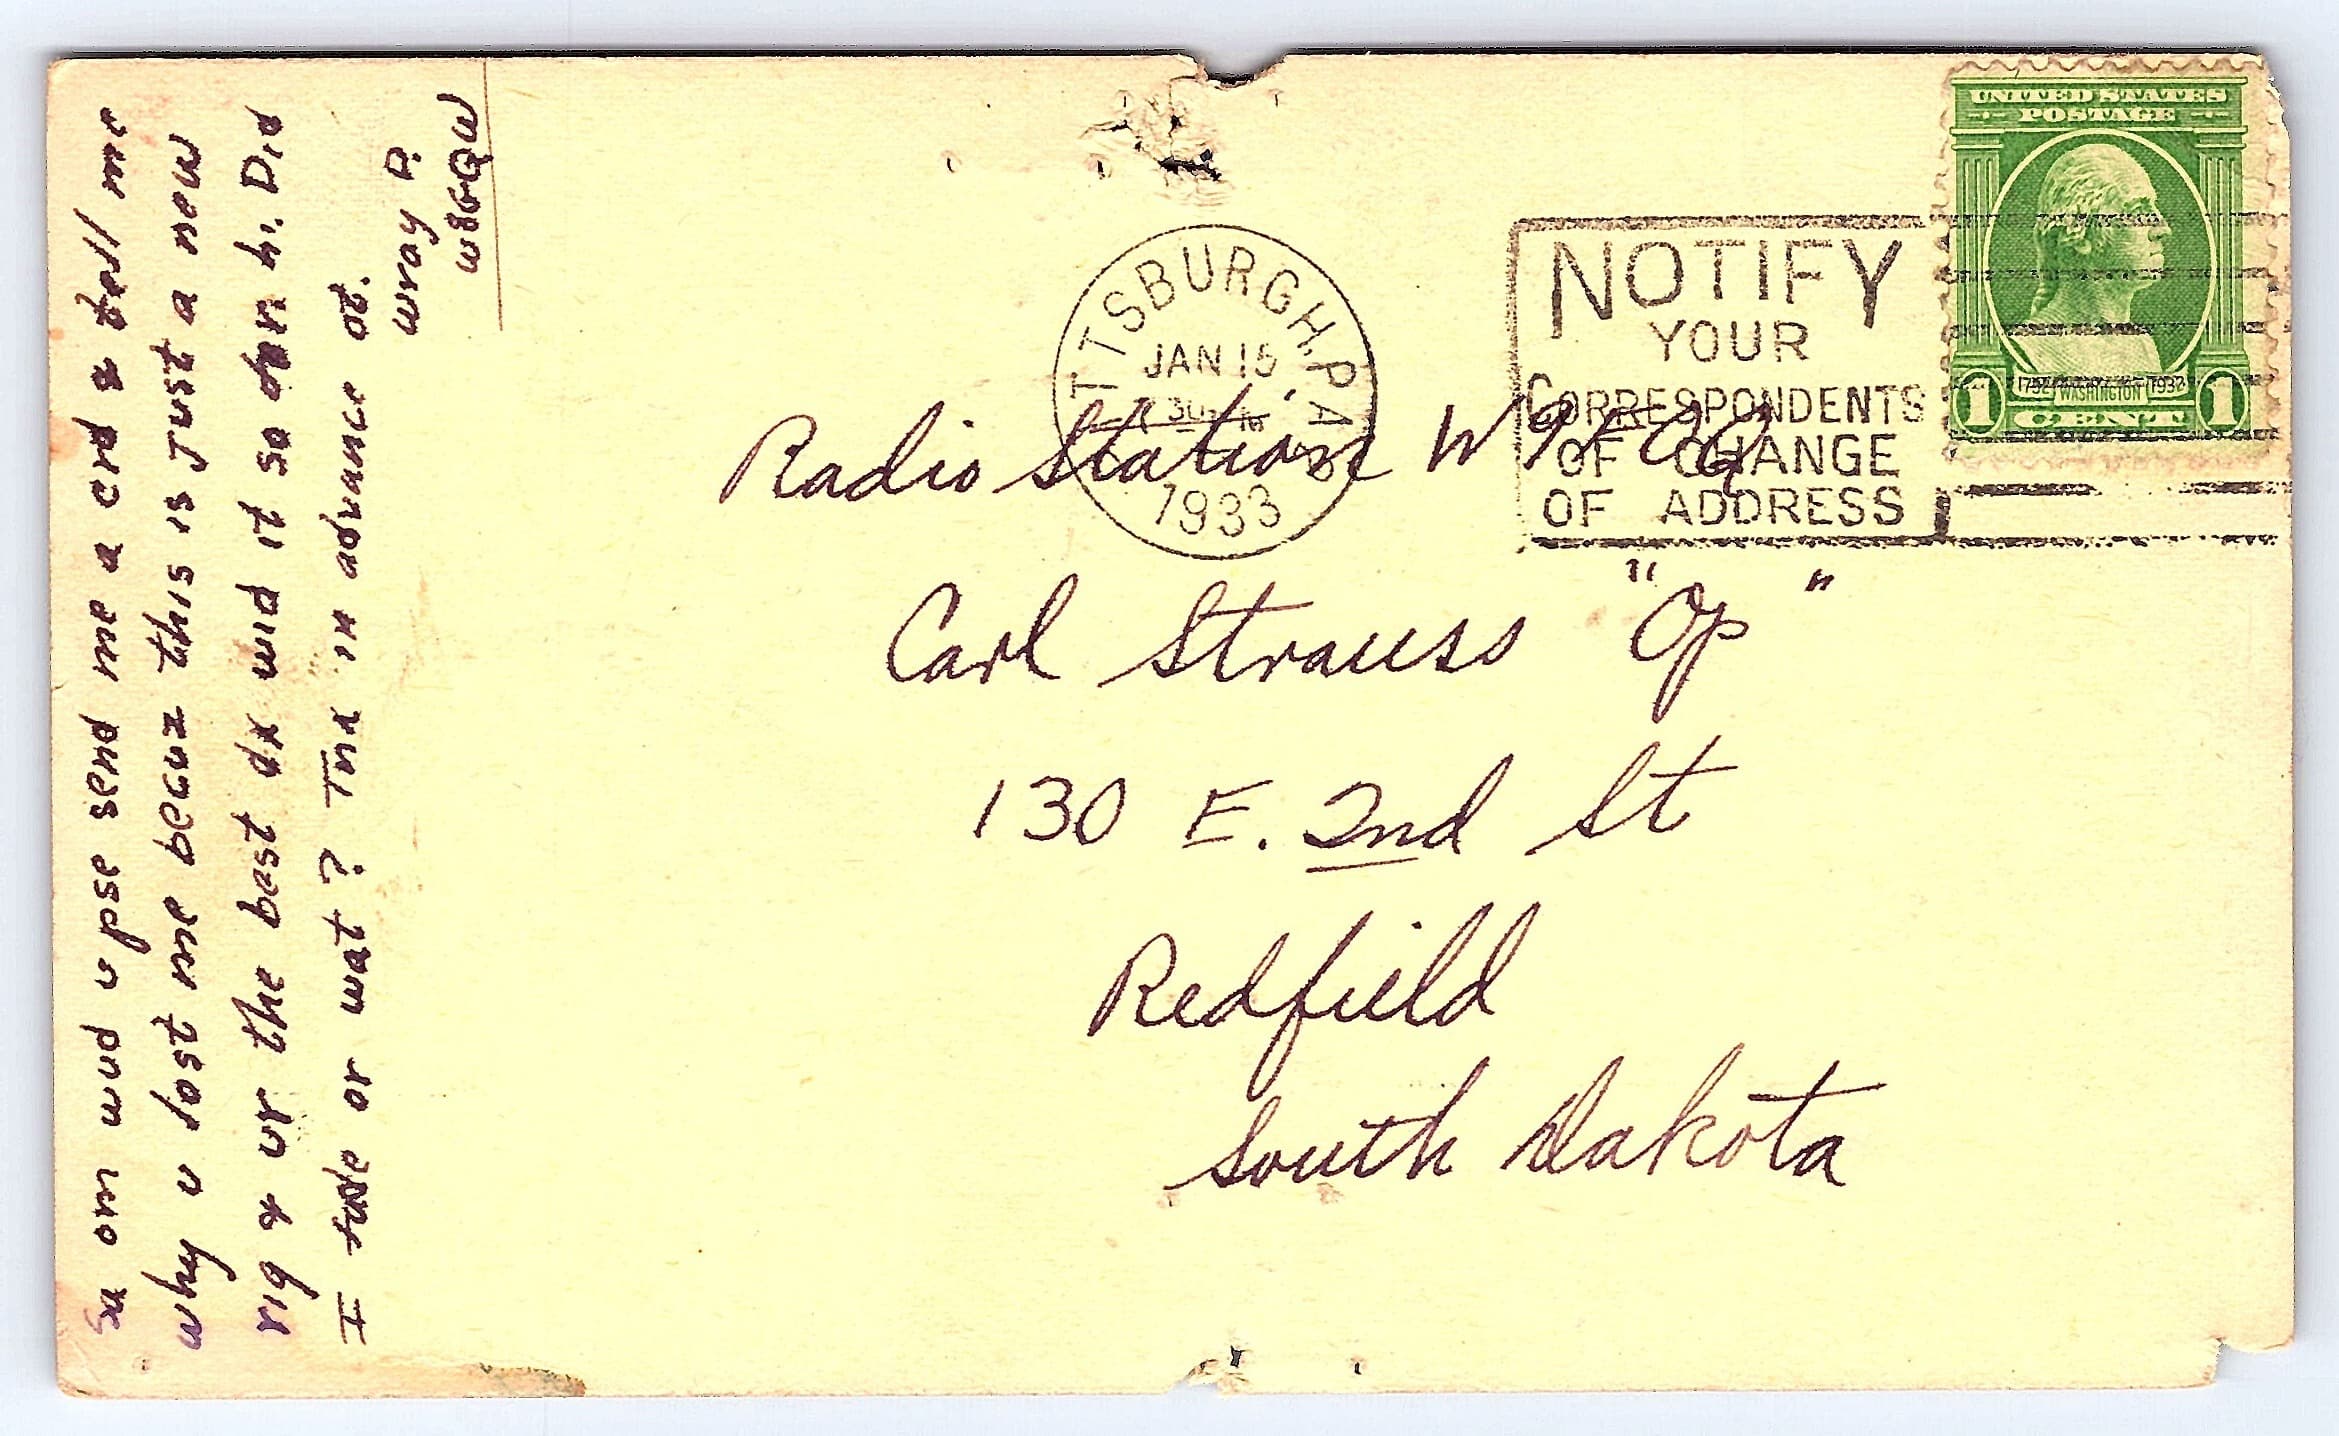 Sa om wud u pse send me a crd & tell me
why u lost me becuz this is Just a new
rig & ur the best dx wid it so far hi. Did
I fade or wat? Tnx in advance ot.
Wray D.
W8GQW
UNITED STATES
POSTAGE
1732 WASHINGTON 1932
1 CENT 1
TTSBURGH, PA
JAN 15
1933
NOTIFY
YOUR
CORRESPONDENTS
OF CHANGE
OF ADDRESS
Radio Station
Carl Strauss "Op"
130 E. 2nd St
Redfield
South Dakota